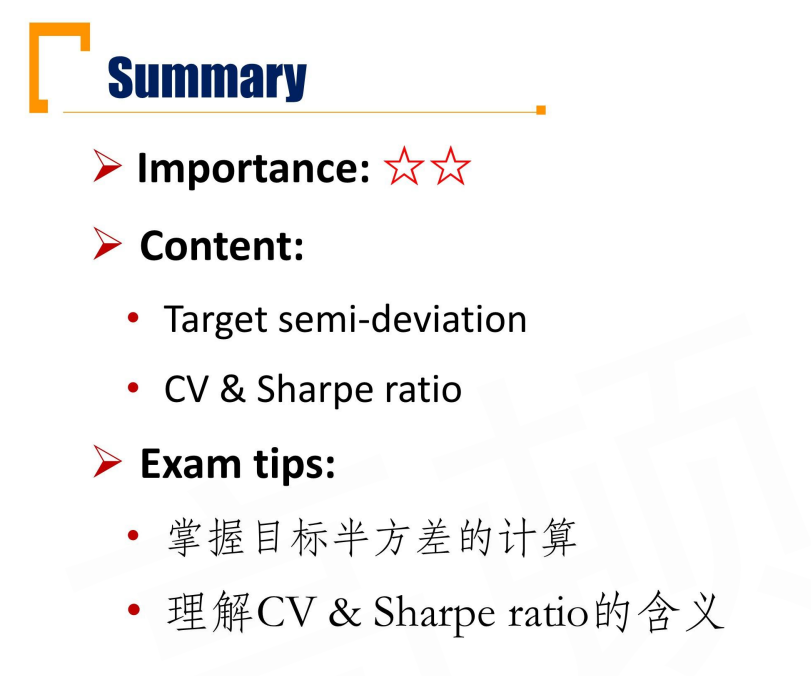 Summary
Importance: ☆☆
Content:
Target semi-deviation
CV & Sharpe ratio
Exam tips:
掌握目标半方差的计算
理解CV & Sharpe ratio的含义